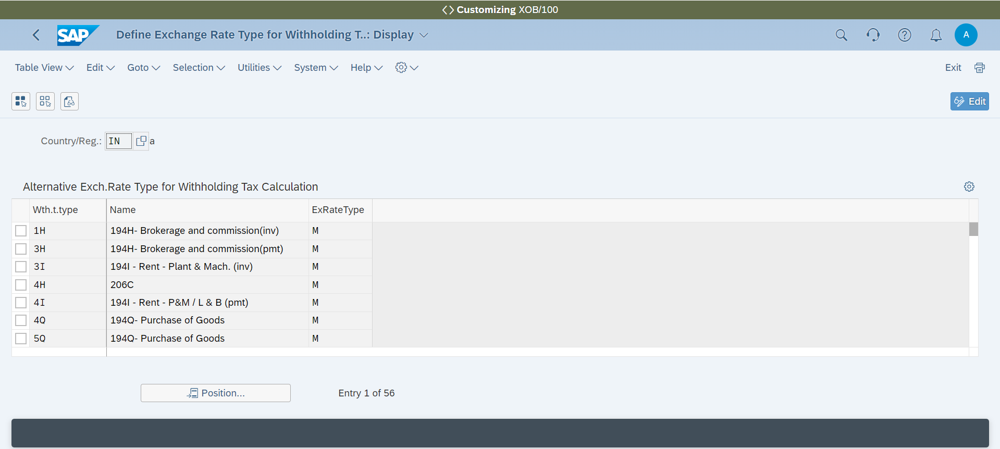 Customizing XOB/100
SAP Define Exchange Rate Type for Withholding T..: Display A
Table View Edit Goto Selection Utilities System Help Exit
Edit
Country/Reg.: IN a
Alternative Exch.Rate Type for Withholding Tax Calculation
Wth.t.type Name ExRateType
1H 194H- Brokerage and commission(inv) M
3H 194H- Brokerage and commission(pmt) M
3I 194I - Rent - Plant & Mach. (inv) M
4H 206C M
4I 194I - Rent - P&M / L & B (pmt) M
4Q 194Q- Purchase of Goods M
5Q 194Q- Purchase of Goods M
Position... Entry 1 of 56